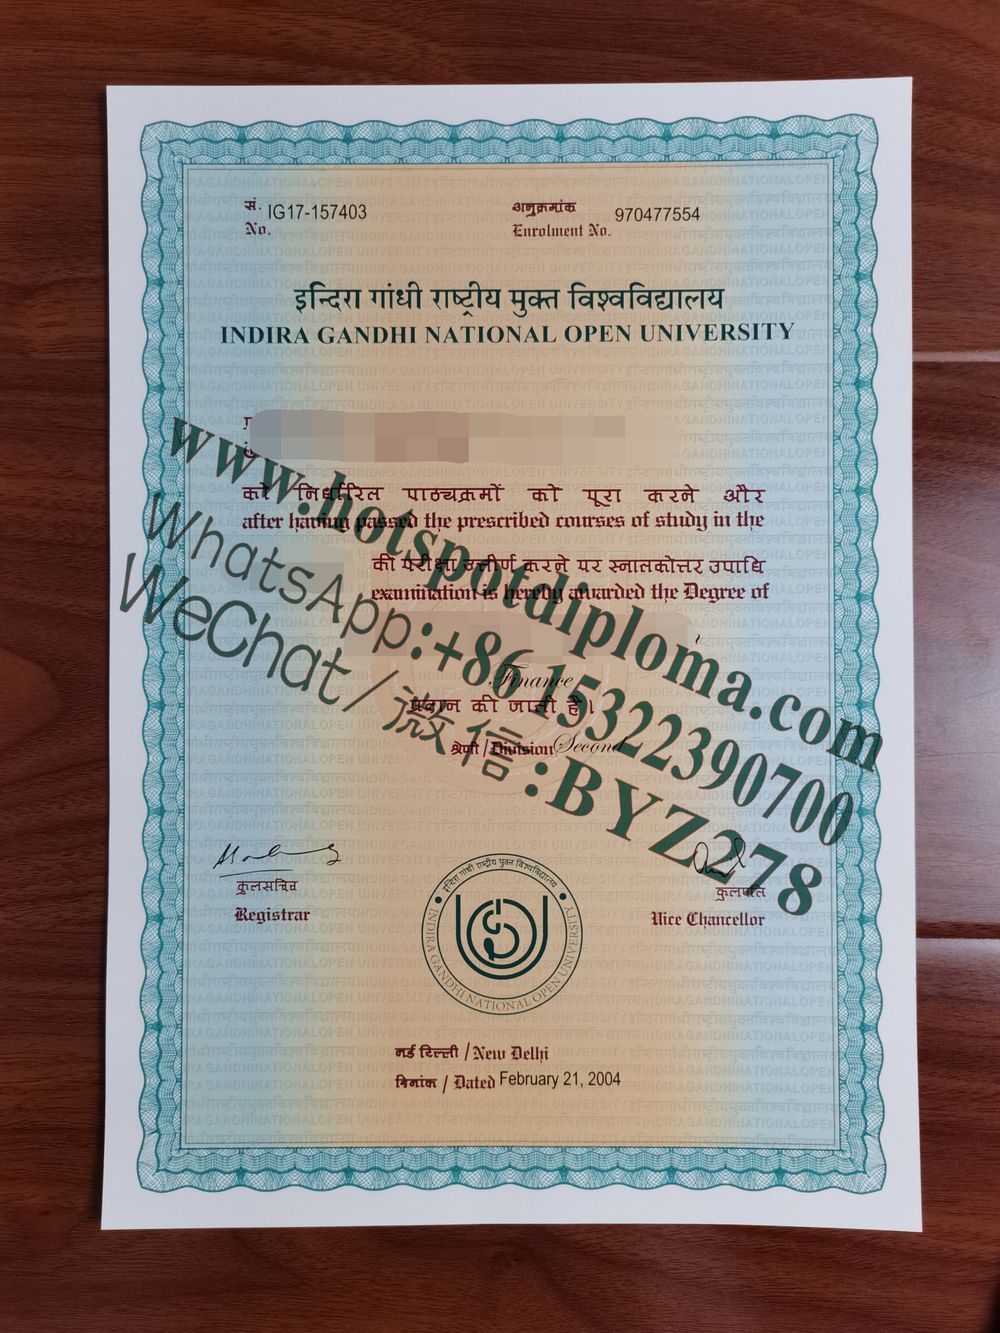 सं.
No. IG17-157403
अनुक्रमांक
Enrolment No. 970477554
इन्दिरा गांधी राष्ट्रीय मुक्त विश्वविद्यालय
INDIRA GANDHI NATIONAL OPEN UNIVERSITY
को निर्धारित पाठ्यक्रमों को पूरा करने और
after having passed the prescribed courses of study in the
की परीक्षा उत्तीर्ण करने पर स्नातकोत्तर उपाधि
examination is hereby awarded the Degree of
Finance
प्रदान की जाती है।
श्रेणी / Division Second
www.hotspotdiploma.com
WhatsApp:+86 15322390700
WeChat/微信:BYZ278
कुलसचिव
Registrar
कुलपति
Vice Chancellor
इन्दिरा गांधी राष्ट्रीय मुक्त विश्वविद्यालय
INDIRA GANDHI NATIONAL OPEN UNIVERSITY
नई दिल्ली / New Delhi
दिनांक / Dated February 21, 2004